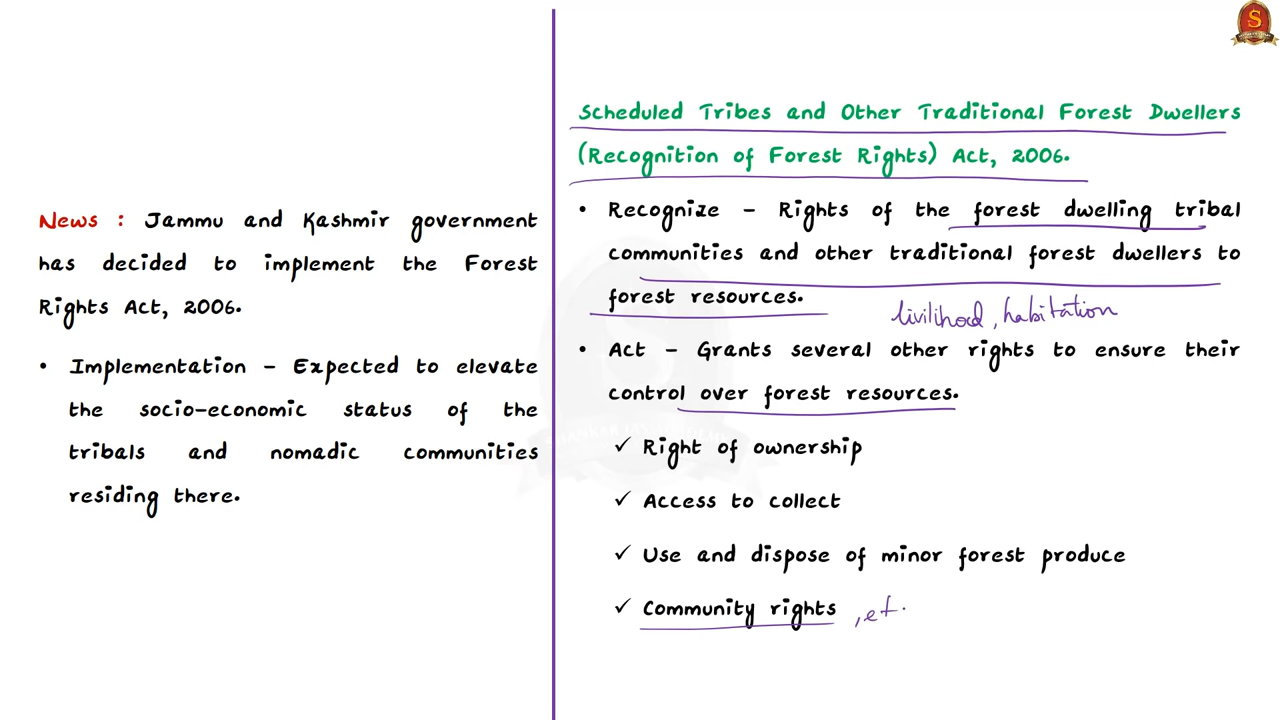 News : Jammu and Kashmir government
has decided to implement the Forest
Rights Act, 2006.
• Implementation – Expected to elevate
the socio-economic status of the
tribals and nomadic communities
residing there.
Scheduled Tribes and Other Traditional Forest Dwellers
(Recognition of Forest Rights) Act, 2006.
• Recognize – Rights of the forest dwelling tribal
communities and other traditional forest dwellers to
forest resources.
livilihood, habitation
• Act – Grants several other rights to ensure their
control over forest resources.
✓ Right of ownership
✓ Access to collect
✓ Use and dispose of minor forest produce
✓ Community rights , et.